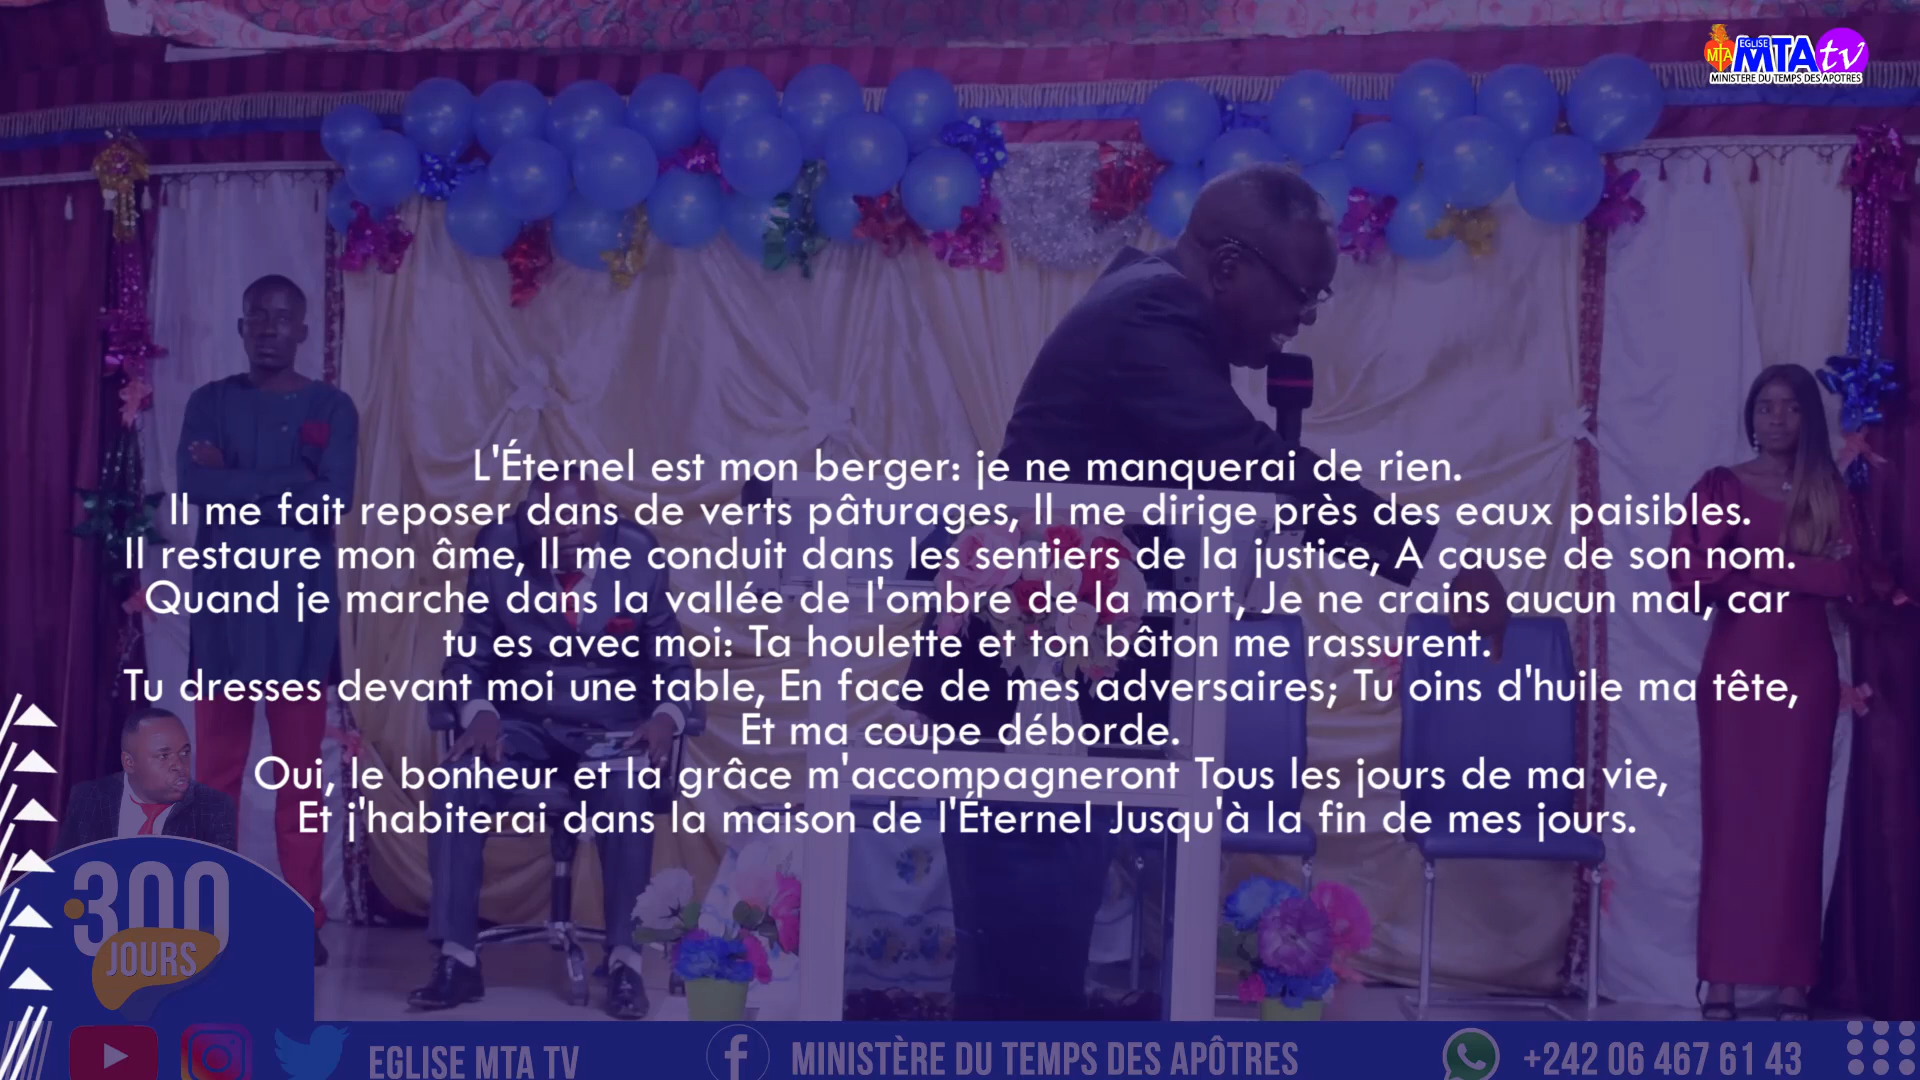 EGLISE
MTA MTA tv
MINISTERE DU TEMPS DES APOTRES
L'Éternel est mon berger: je ne manquerai de rien.
Il me fait reposer dans de verts pâturages, Il me dirige près des eaux paisibles.
Il restaure mon âme, Il me conduit dans les sentiers de la justice, A cause de son nom.
Quand je marche dans la vallée de l'ombre de la mort, Je ne crains aucun mal, car
tu es avec moi: Ta houlette et ton bâton me rassurent.
Tu dresses devant moi une table, En face de mes adversaires; Tu oins d'huile ma tête,
Et ma coupe déborde.
Oui, le bonheur et la grâce m'accompagneront Tous les jours de ma vie,
Et j'habiterai dans la maison de l'Éternel Jusqu'à la fin de mes jours.
300
JOURS
EGLISE MTA TV MINISTÈRE DU TEMPS DES APÔTRES +242 06 467 61 43